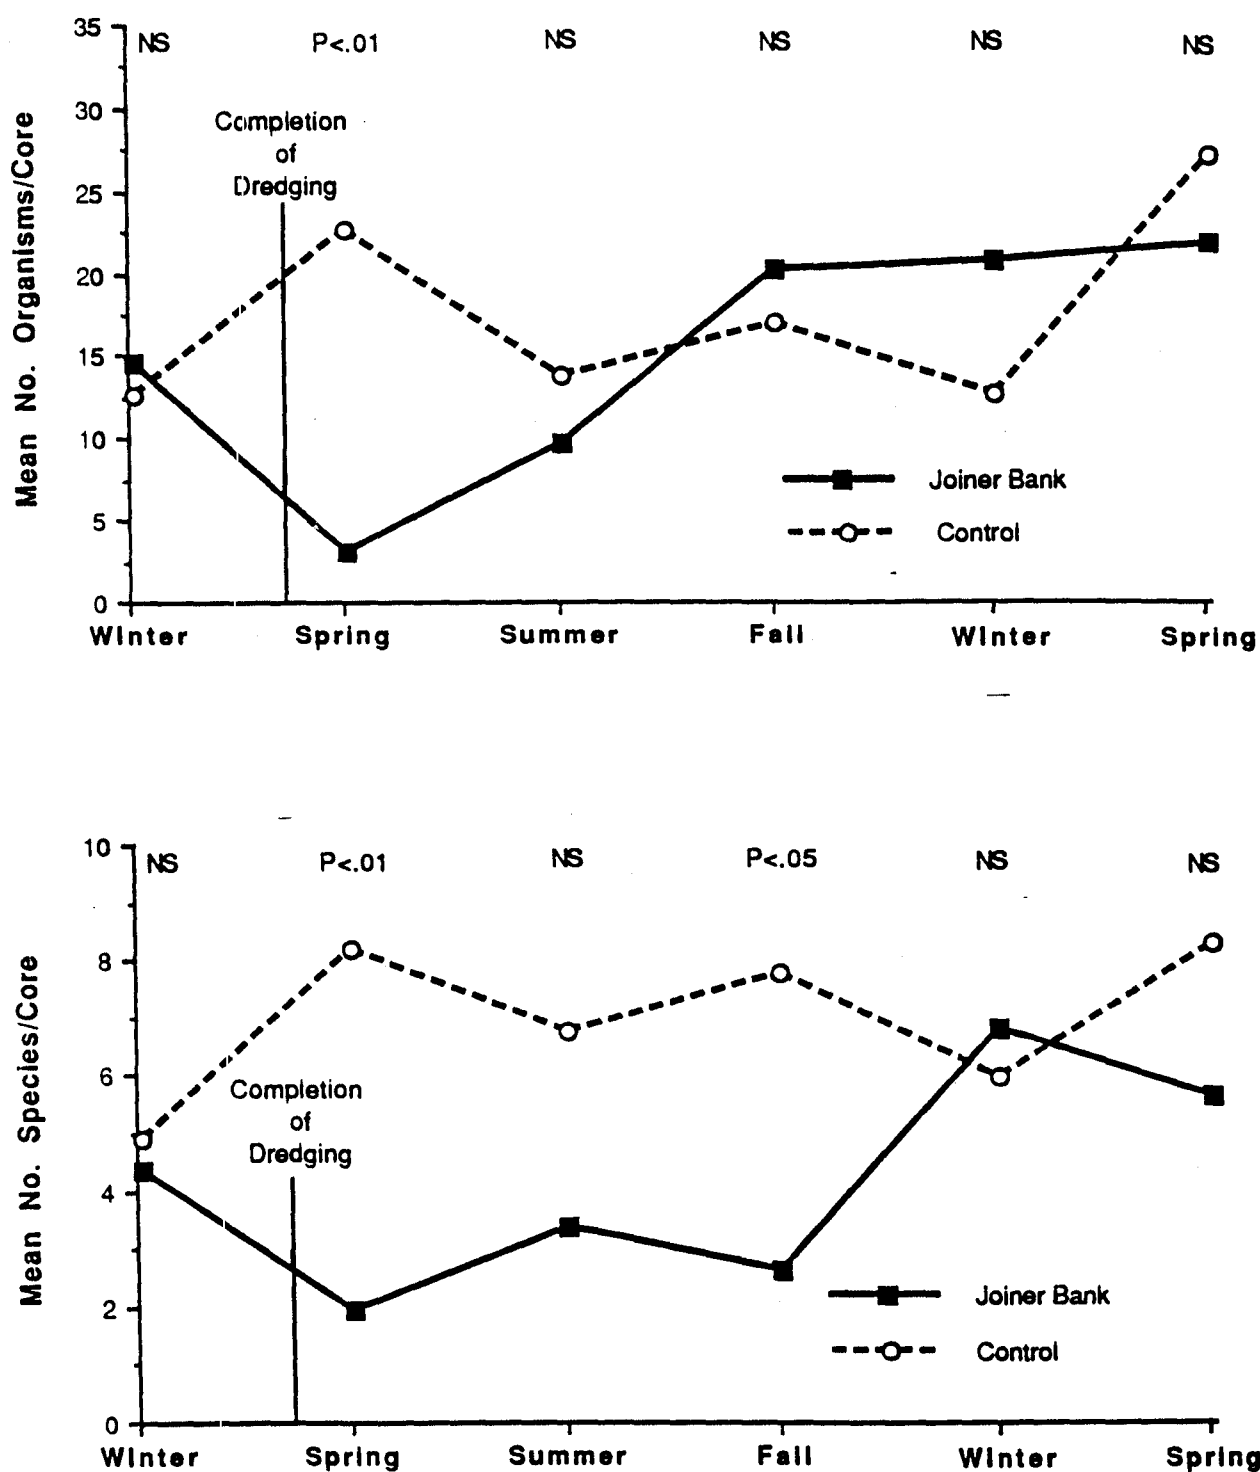 35
NS P<.01 NS NS NS NS
30
Completion
of
Dredging
25
20
15
10
5
0
Mean No. Organisms/Core
Joiner Bank
Control
Winter Spring Summer Fall Winter Spring
10
NS P<.01 NS P<.05 NS NS
8
6
Completion
of
Dredging
4
2
0
Mean No. Species/Core
Joiner Bank
Control
Winter Spring Summer Fall Winter Spring